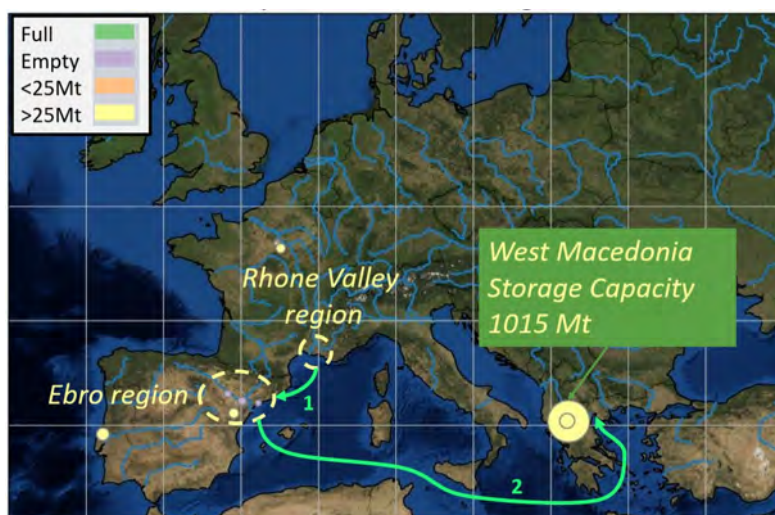 Full
Empty
<25Mt
>25Mt
West Macedonia
Storage Capacity
1015 Mt
Rhone Valley
region
Ebro region
1
2